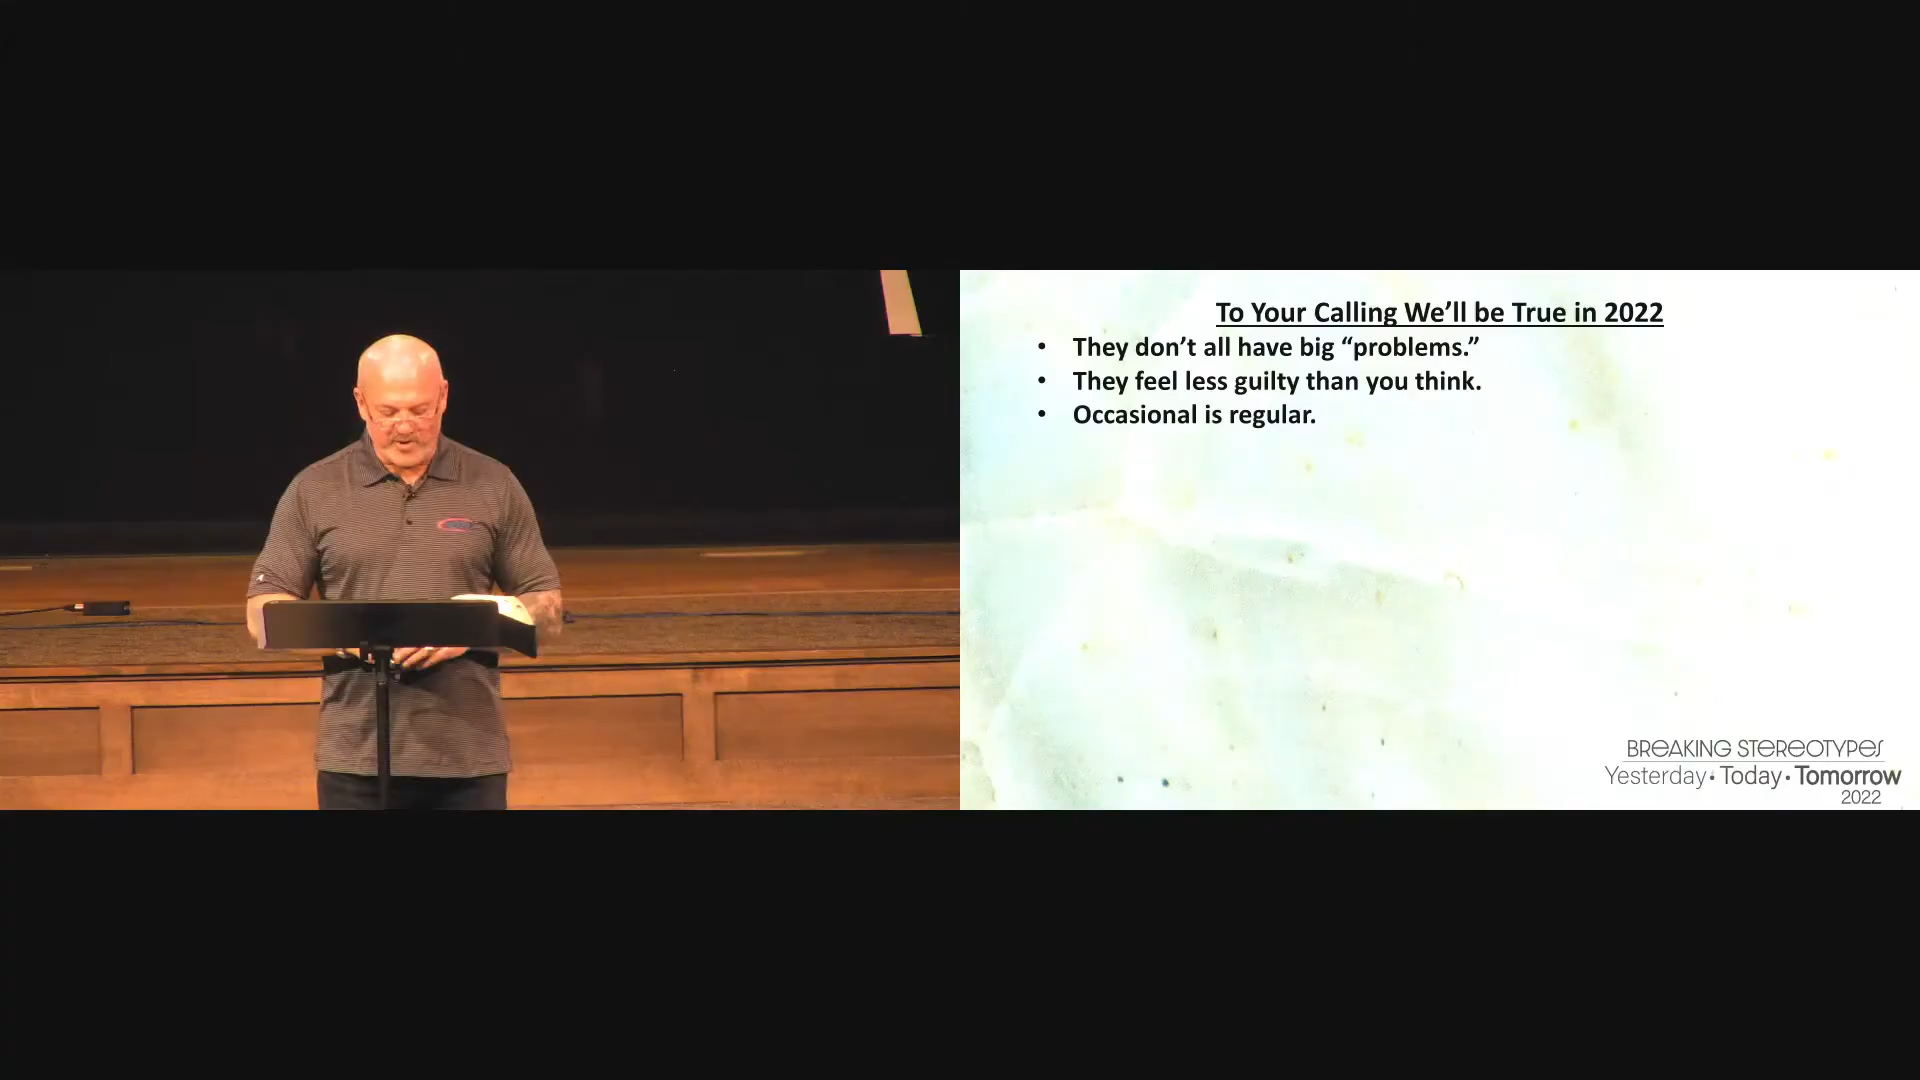 To Your Calling We’ll be True in 2022
• They don’t all have big “problems.”
• They feel less guilty than you think.
• Occasional is regular.
BREAKING STEREOTYPES
Yesterday • Today • Tomorrow
2022